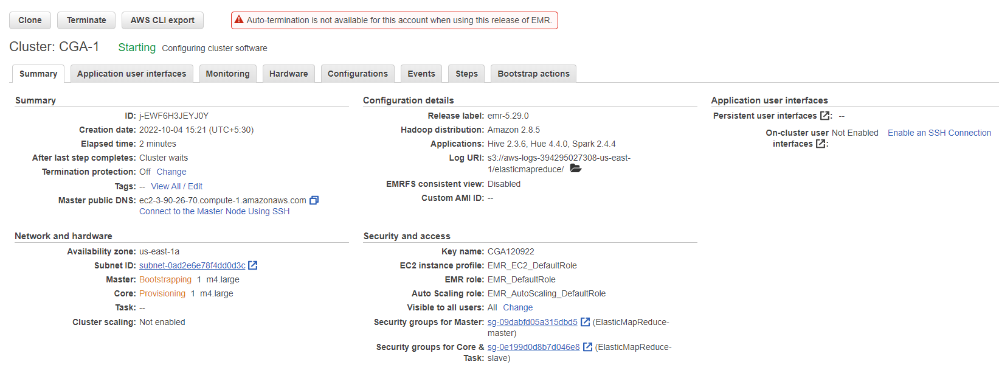 Clone Terminate AWS CLI export Auto-termination is not available for this account when using this release of EMR.
Cluster: CGA-1 Starting Configuring cluster software
Summary Application user interfaces Monitoring Hardware Configurations Events Steps Bootstrap actions
Summary
ID: j-EWF6H3JEYJ0Y
Creation date: 2022-10-04 15:21 (UTC+5:30)
Elapsed time: 2 minutes
After last step completes: Cluster waits
Termination protection: Off Change
Tags: -- View All / Edit
Master public DNS: ec2-3-90-26-70.compute-1.amazonaws.com
Connect to the Master Node Using SSH
Configuration details
Release label: emr-5.29.0
Hadoop distribution: Amazon 2.8.5
Applications: Hive 2.3.6, Hue 4.4.0, Spark 2.4.4
Log URI: s3://aws-logs-394295027308-us-east-
1/elasticmapreduce/
EMRFS consistent view: Disabled
Custom AMI ID: --
Application user interfaces
Persistent user interfaces : --
On-cluster user Not Enabled Enable an SSH Connection
interfaces :
Network and hardware
Availability zone: us-east-1a
Subnet ID: subnet-0ad2e6e78f4dd0d3c
Master: Bootstrapping 1 m4.large
Core: Provisioning 1 m4.large
Task: --
Cluster scaling: Not enabled
Security and access
Key name: CGA120922
EC2 instance profile: EMR_EC2_DefaultRole
EMR role: EMR_DefaultRole
Auto Scaling role: EMR_AutoScaling_DefaultRole
Visible to all users: All Change
Security groups for Master: sg-09dabfd05a315dbd5 (ElasticMapReduce-
master)
Security groups for Core & sg-0e199d0d8b7d046e8 (ElasticMapReduce-
Task: slave)